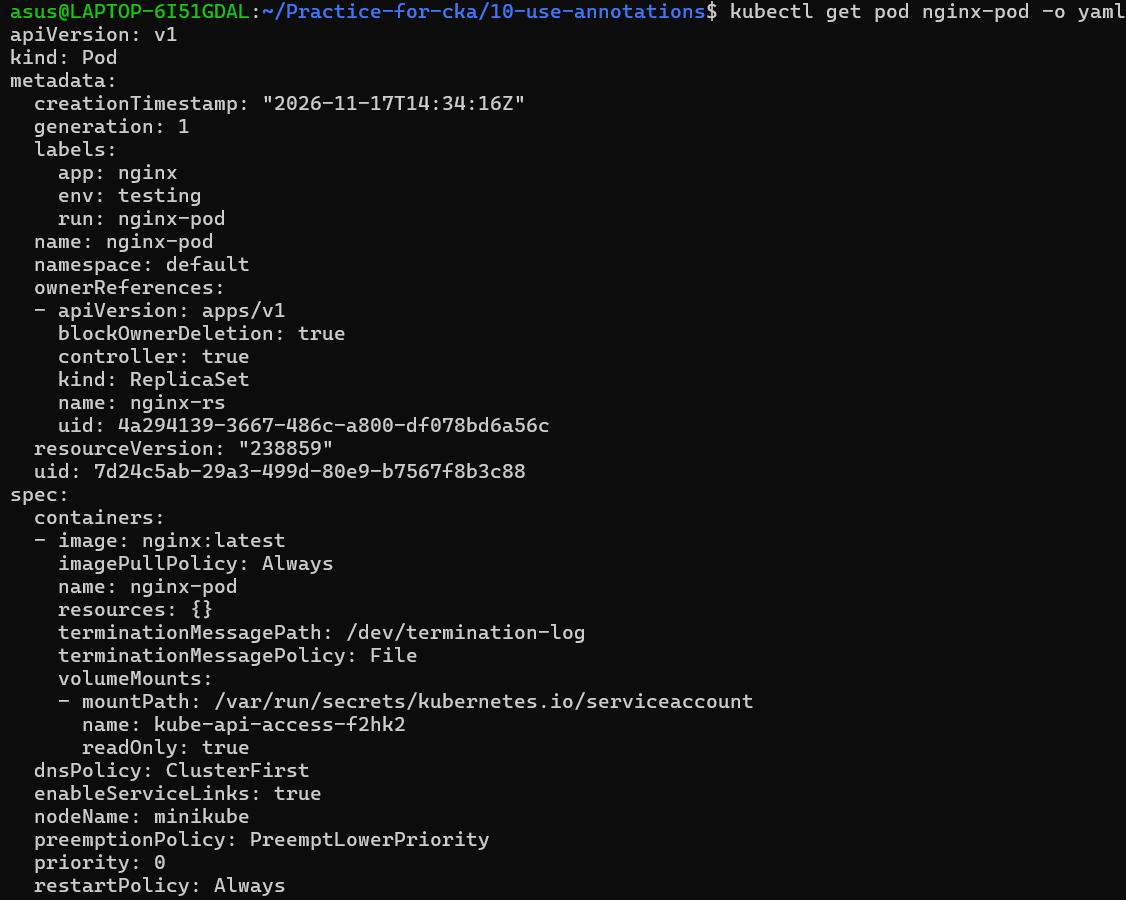 asus@LAPTOP-6I51GDAL:~/Practice-for-cka/10-use-annotations$ kubectl get pod nginx-pod -o yaml
apiVersion: v1
kind: Pod
metadata:
  creationTimestamp: "2026-11-17T14:34:16Z"
  generation: 1
  labels:
    app: nginx
    env: testing
    run: nginx-pod
  name: nginx-pod
  namespace: default
  ownerReferences:
  - apiVersion: apps/v1
    blockOwnerDeletion: true
    controller: true
    kind: ReplicaSet
    name: nginx-rs
    uid: 4a294139-3667-486c-a800-df078bd6a56c
  resourceVersion: "238859"
  uid: 7d24c5ab-29a3-499d-80e9-b7567f8b3c88
spec:
  containers:
  - image: nginx:latest
    imagePullPolicy: Always
    name: nginx-pod
    resources: {}
    terminationMessagePath: /dev/termination-log
    terminationMessagePolicy: File
    volumeMounts:
    - mountPath: /var/run/secrets/kubernetes.io/serviceaccount
      name: kube-api-access-f2hk2
      readOnly: true
  dnsPolicy: ClusterFirst
  enableServiceLinks: true
  nodeName: minikube
  preemptionPolicy: PreemptLowerPriority
  priority: 0
  restartPolicy: Always